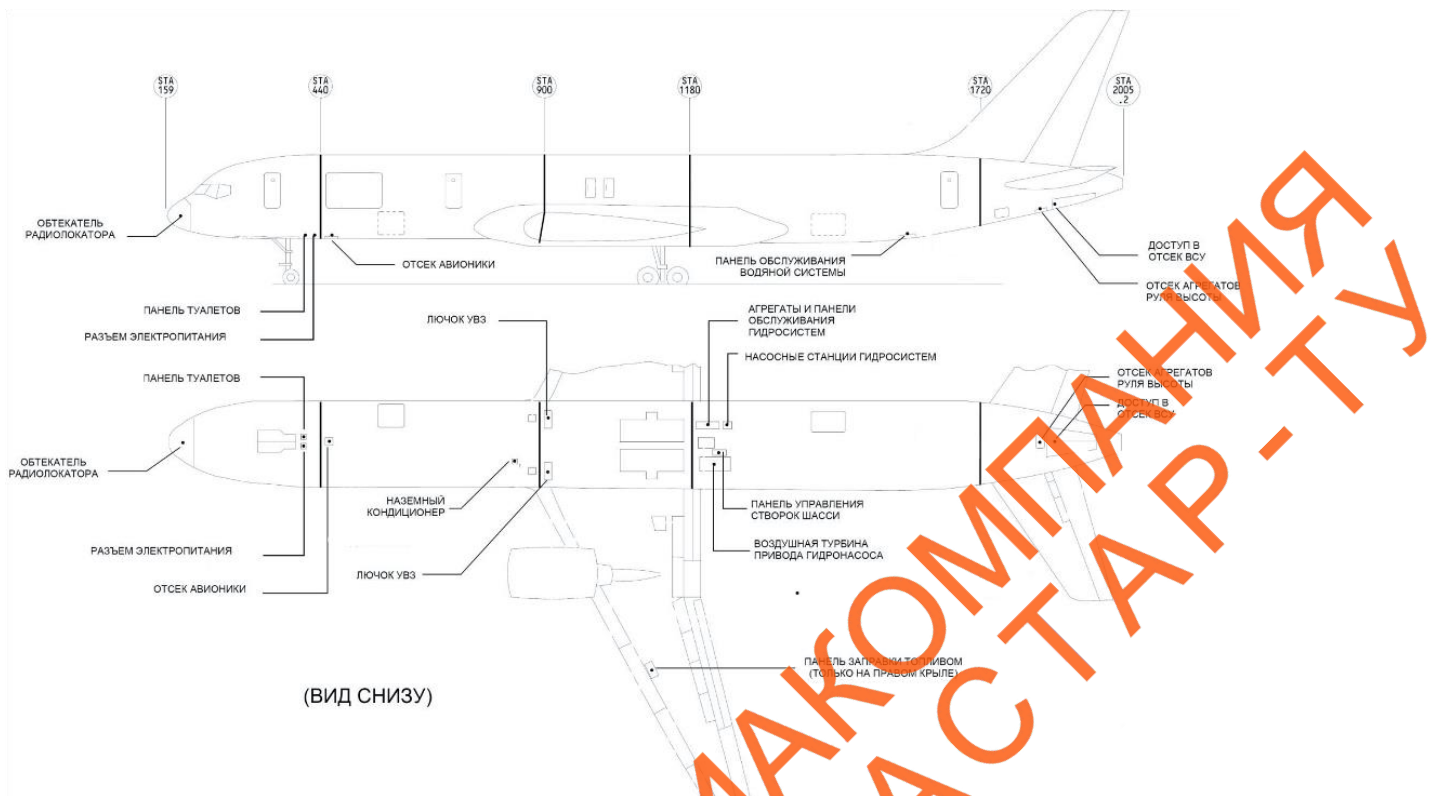 STA
159
STA
440
STA
900
STA
1180
STA
1720
STA
2005
.2
ОБТЕКАТЕЛЬ
РАДИОЛОКАТОРА
ОТСЕК АВИОНИКИ
ПАНЕЛЬ ОБСЛУЖИВАНИЯ
ВОДЯНОЙ СИСТЕМЫ
ДОСТУП В
ОТСЕК ВСУ
ОТСЕК АГРЕГАТОВ
РУЛЯ ВЫСОТЫ
ПАНЕЛЬ ТУАЛЕТОВ
РАЗЪЕМ ЭЛЕКТРОПИТАНИЯ
ЛЮЧОК УВЗ
АГРЕГАТЫ И ПАНЕЛИ
ОБСЛУЖИВАНИЯ
ГИДРОСИСТЕМ
НАСОСНЫЕ СТАНЦИИ ГИДРОСИСТЕМ
ПАНЕЛЬ ТУАЛЕТОВ
ОТСЕК АГРЕГАТОВ
РУЛЯ ВЫСОТЫ
ДОСТУП В
ОТСЕК ВСУ
ОБТЕКАТЕЛЬ
РАДИОЛОКАТОРА
НАЗЕМНЫЙ
КОНДИЦИОНЕР
ПАНЕЛЬ УПРАВЛЕНИЯ
СТВОРОК ШАССИ
РАЗЪЕМ ЭЛЕКТРОПИТАНИЯ
ВОЗДУШНАЯ ТУРБИНА
ПРИВОДА ГИДРОНАСОСА
ЛЮЧОК УВЗ
ОТСЕК АВИОНИКИ
ПАНЕЛЬ ЗАПРАВКИ ТОПЛИВОМ
(ТОЛЬКО НА ПРАВОМ КРЫЛЕ)
(ВИД СНИЗУ)
АКОМПАНИЯ
АСТАР-ТУ